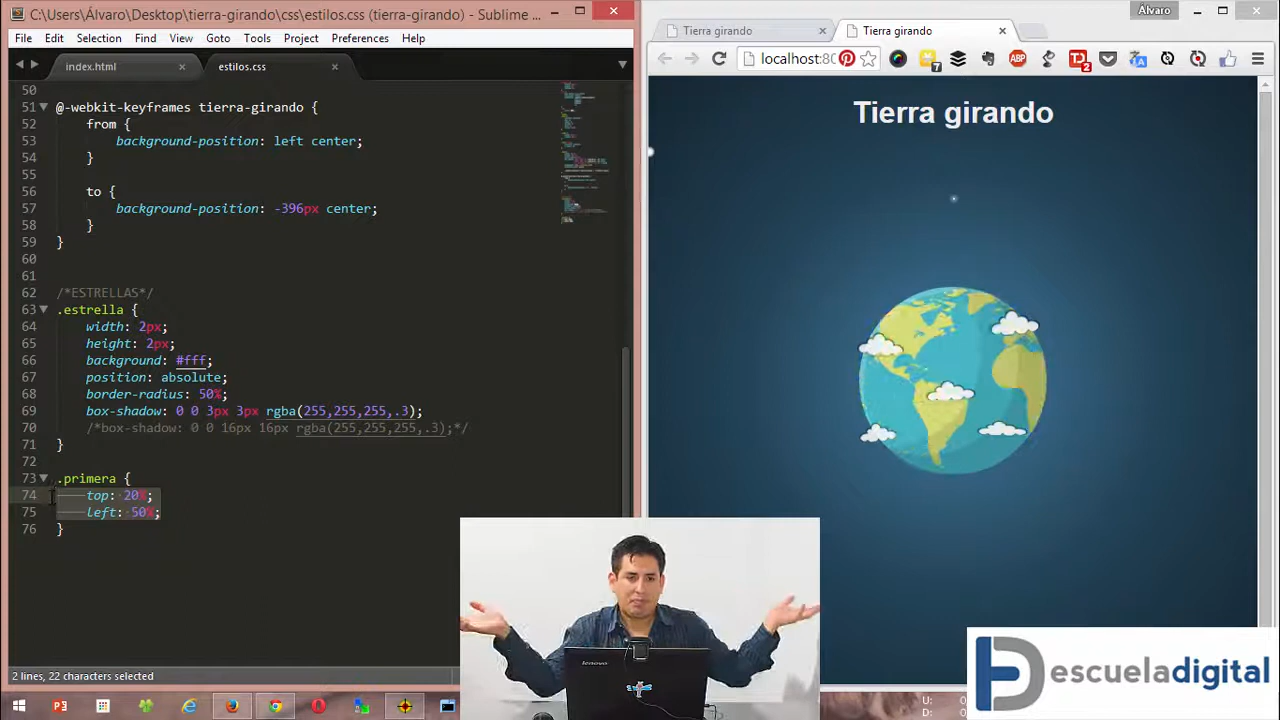 C:\Users\Álvaro\Desktop\tierra-girando\css\estilos.css (tierra-girando) - Sublime ...
File Edit Selection Find View Goto Tools Project Preferences Help
index.html
estilos.css
50
51 @-webkit-keyframes tierra-girando {
52 from {
53 background-position: left center;
54 }
55
56 to {
57 background-position: -396px center;
58 }
59 }
60
61
62 /*ESTRELLAS*/
63 .estrella {
64 width: 2px;
65 height: 2px;
66 background: #fff;
67 position: absolute;
68 border-radius: 50%;
69 box-shadow: 0 0 3px 3px rgba(255,255,255,.3);
70 /*box-shadow: 0 0 16px 16px rgba(255,255,255,.3);*/
71 }
72
73 .primera {
74 top: 20%;
75 left: 50%;
76 }
2 lines, 22 characters selected
Álvaro
Tierra girando
Tierra girando
localhost:80
7
ABP
2
Tierra girando
lenovo
escueladigital
U:
D: